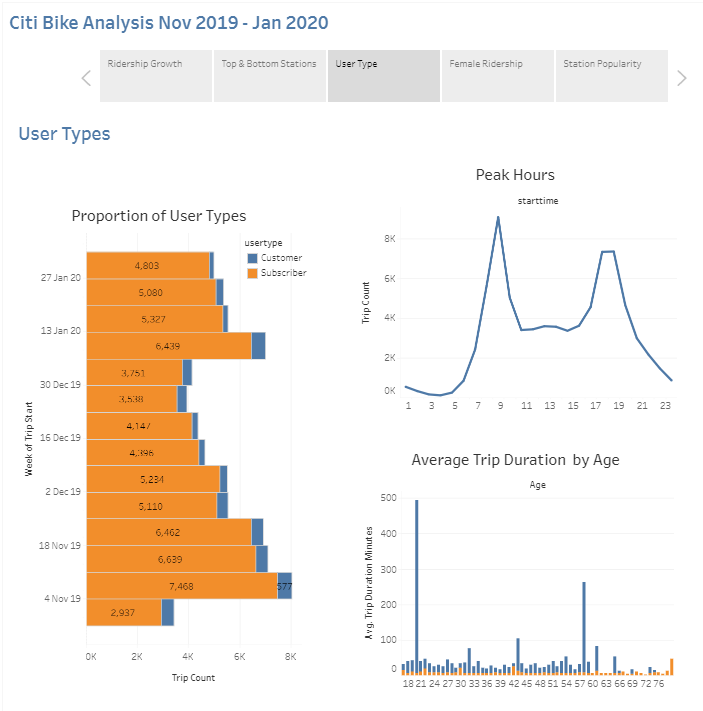 Citi Bike Analysis Nov 2019 - Jan 2020
Ridership Growth
Top & Bottom Stations
User Type
Female Ridership
Station Popularity
User Types
Proportion of User Types
usertype
Customer
Subscriber
Week of Trip Start
27 Jan 20
13 Jan 20
30 Dec 19
16 Dec 19
2 Dec 19
18 Nov 19
4 Nov 19
4,803
5,080
5,327
6,439
3,751
3,538
4,147
4,396
5,234
5,110
6,462
6,639
7,468
577
2,937
0K 2K 4K 6K 8K
Trip Count
Peak Hours
starttime
Trip Count
8K
6K
4K
2K
0K
1 3 5 7 9 11 13 15 17 19 21 23
Average Trip Duration by Age
Age
Avg. Trip Duration Minutes
500
400
300
200
100
0
18 21 24 27 30 33 36 39 42 45 48 51 54 57 60 63 66 69 72 76